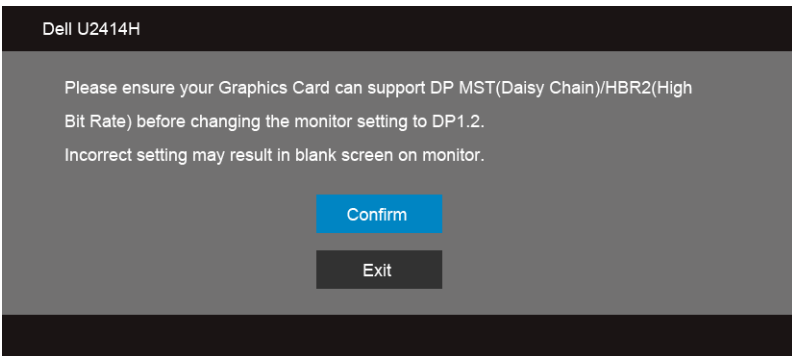 Dell U2414H
Please ensure your Graphics Card can support DP MST(Daisy Chain)/HBR2(High
Bit Rate) before changing the monitor setting to DP1.2.
Incorrect setting may result in blank screen on monitor.
Confirm
Exit